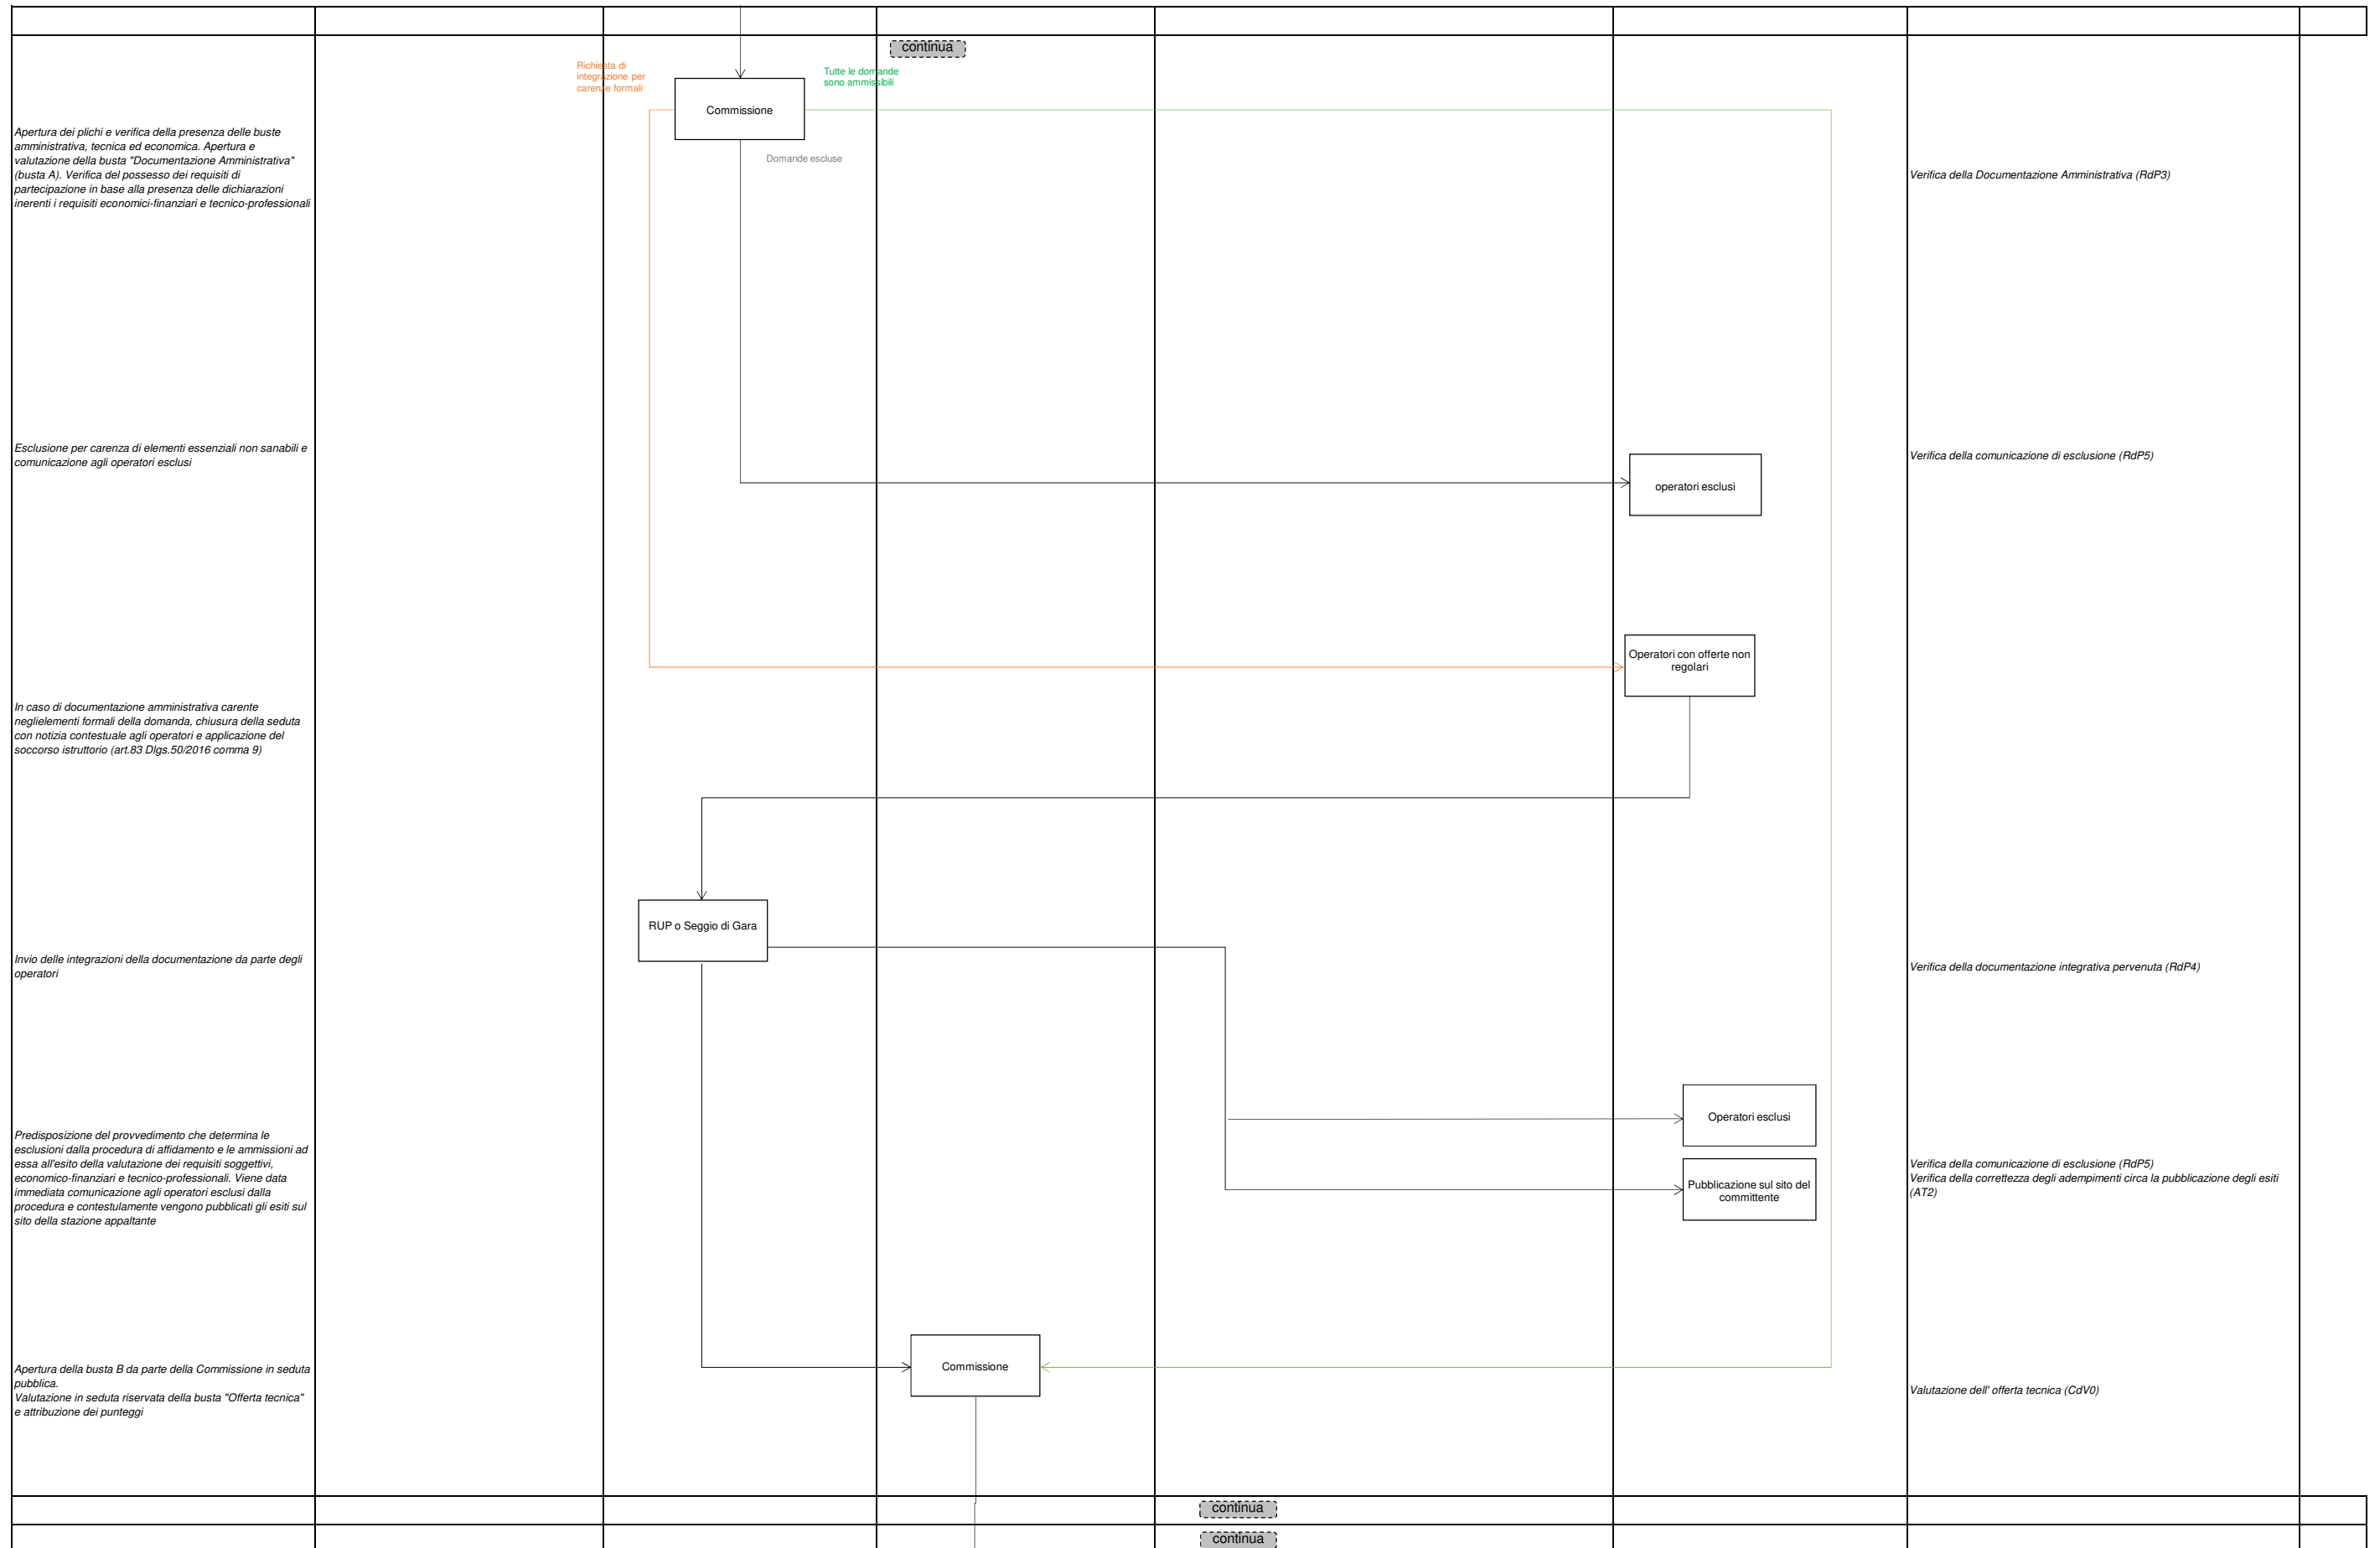 continua
Richiesta di
integrazione per
carenze formali
Tutte le domande
sono ammissibili
Commissione
Domande escluse
Apertura dei plichi e verifica della presenza delle buste
amministrativa, tecnica ed economica. Apertura e
valutazione della busta "Documentazione Amministrativa"
(busta A). Verifica del possesso dei requisiti di
partecipazione in base alla presenza delle dichiarazioni
inerenti i requisiti economici-finanziari e tecnico-professionali
Verifica della Documentazione Amministrativa (RdP3)
Esclusione per carenza di elementi essenziali non sanabili e
comunicazione agli operatori esclusi
operatori esclusi
Verifica della comunicazione di esclusione (RdP5)
Operatori con offerte non
regolari
In caso di documentazione amministrativa carente
neglielementi formali della domanda, chiusura della seduta
con notizia contestuale agli operatori e applicazione del
soccorso istruttorio (art.83 Dlgs.50/2016 comma 9)
RUP o Seggio di Gara
Invio delle integrazioni della documentazione da parte degli
operatori
Verifica della documentazione integrativa pervenuta (RdP4)
Operatori esclusi
Predisposizione del provvedimento che determina le
esclusioni dalla procedura di affidamento e le ammissioni ad
essa all'esito della valutazione dei requisiti soggettivi,
economico-finanziari e tecnico-professionali. Viene data
immediata comunicazione agli operatori esclusi dalla
procedura e contestulamente vengono pubblicati gli esiti sul
sito della stazione appaltante
Pubblicazione sul sito del
committente
Verifica della comunicazione di esclusione (RdP5)
Verifica della correttezza degli adempimenti circa la pubblicazione degli esiti
(AT2)
Commissione
Apertura della busta B da parte della Commissione in seduta
pubblica.
Valutazione in seduta riservata della busta "Offerta tecnica"
e attribuzione dei punteggi
Valutazione dell' offerta tecnica (CdV0)
continua
continua